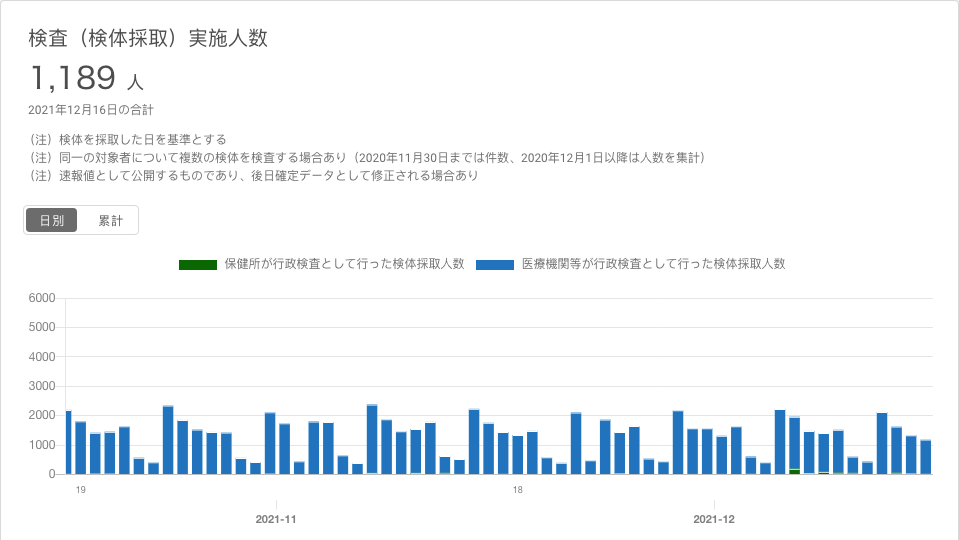 検査（検体採取）実施人数
1,189 人
2021年12月16日の合計
（注）検体を採取した日を基準とする
（注）同一の対象者について複数の検体を検査する場合あり（2020年11月30日までは件数、2020年12月1日以降は人数を集計）
（注）速報値として公開するものであり、後日確定データとして修正される場合あり
日別 累計
保健所が行政検査として行った検体採取人数 医療機関等が行政検査として行った検体採取人数
6000
5000
4000
3000
2000
1000
0
19 18
2021-11 2021-12